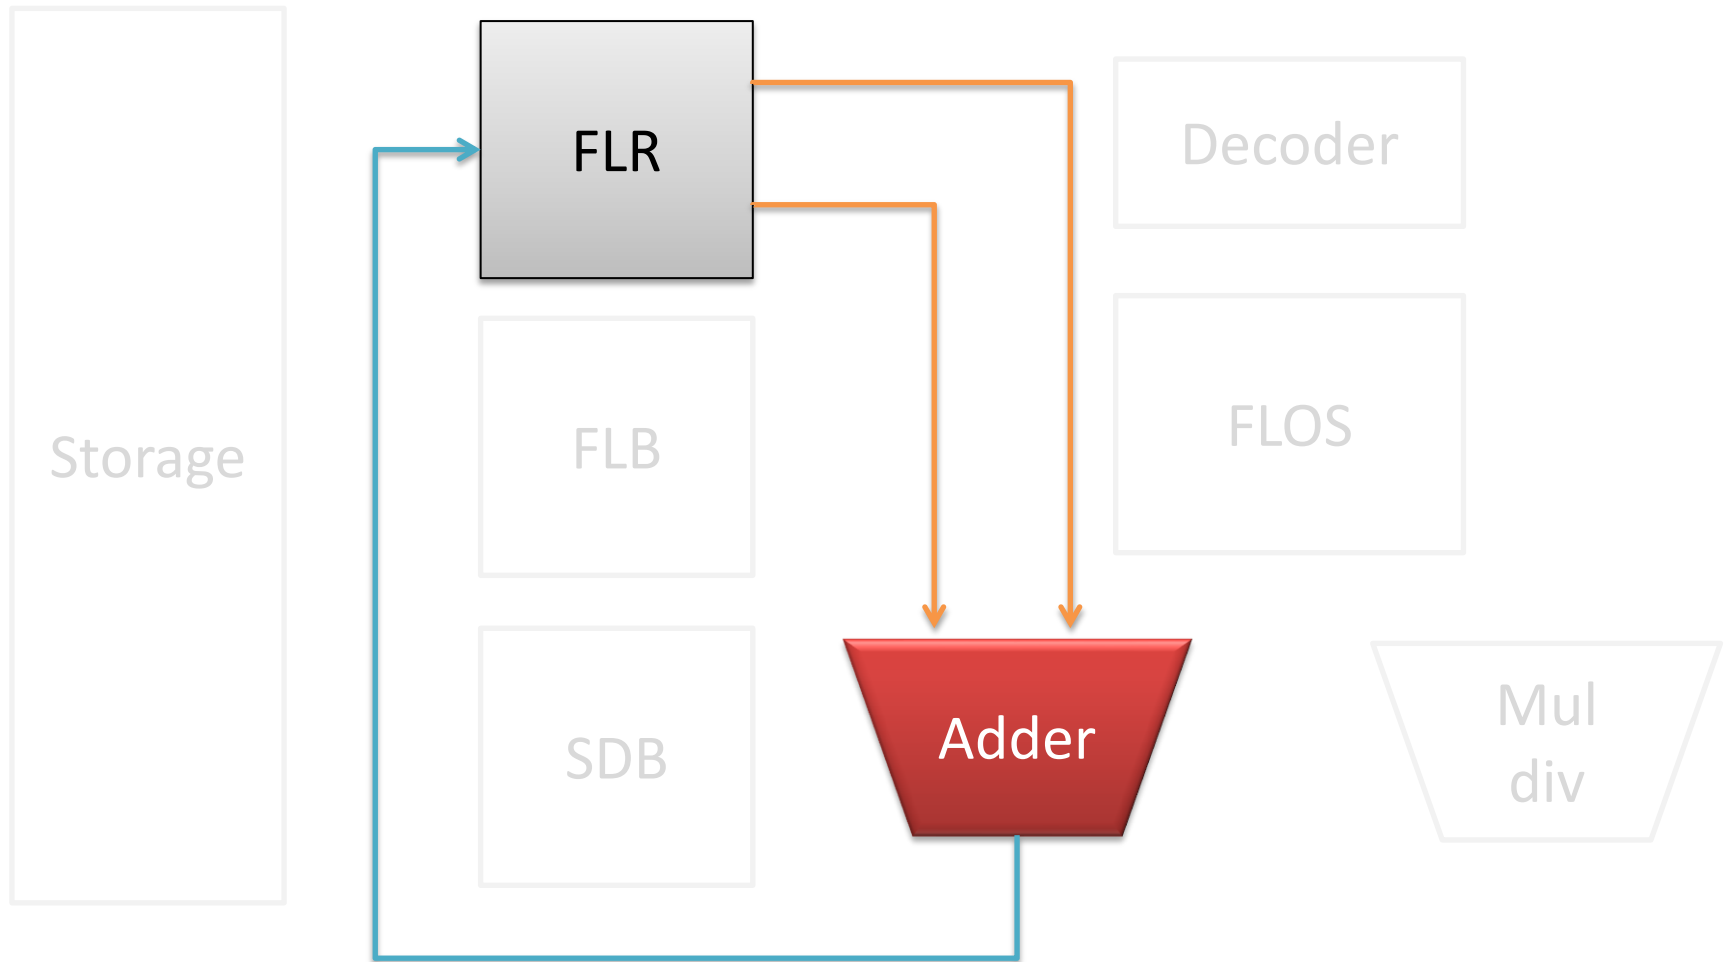 FLR
Decoder
Storage
FLB
FLOS
SDB
Adder
Mul
div